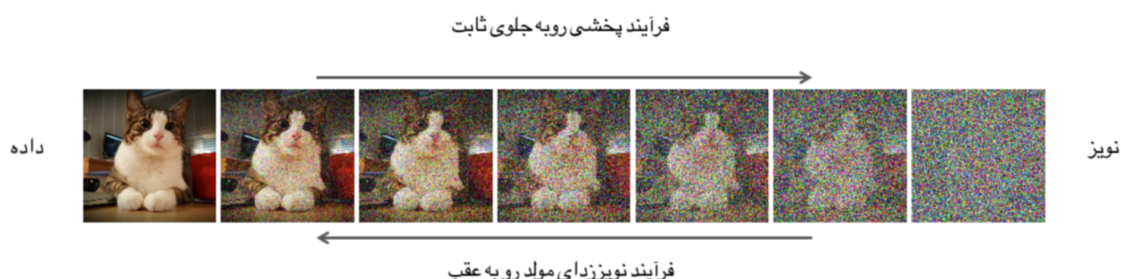 فرآیند پخشی روبه جلوی ثابت
داده
نویز
فرآیند نویززدای مولد رو به عقب